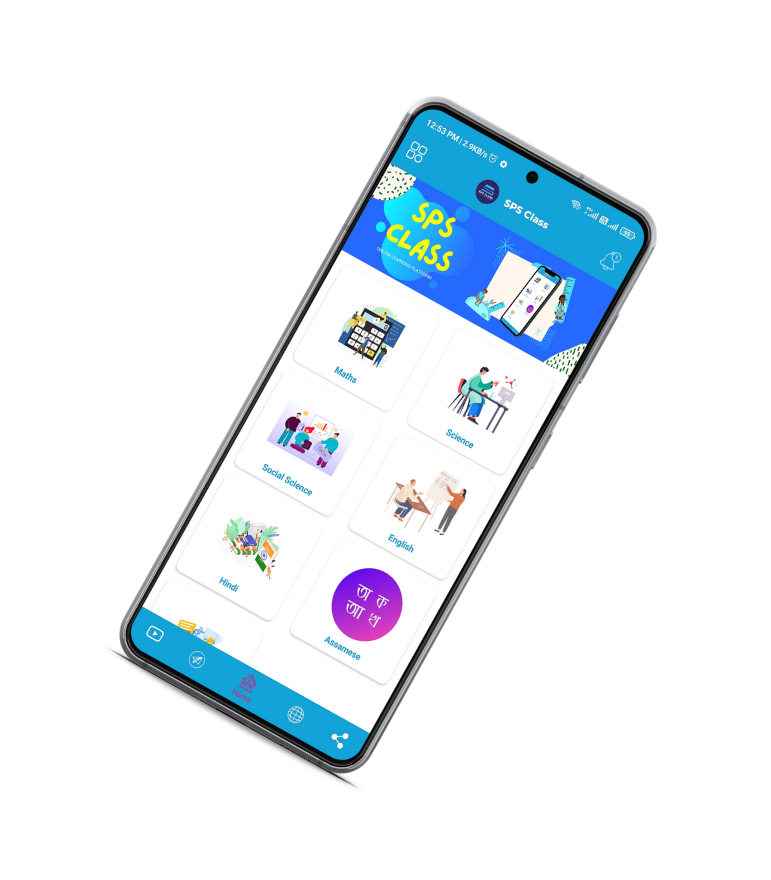 12:53 PM | 2.9KB/s
SPS Class
SPS
CLASS
ONLINE LEARNING PLATFORM
Maths
Science
Social Science
English
Hindi
অ ক
আ খ
Assamese
Home